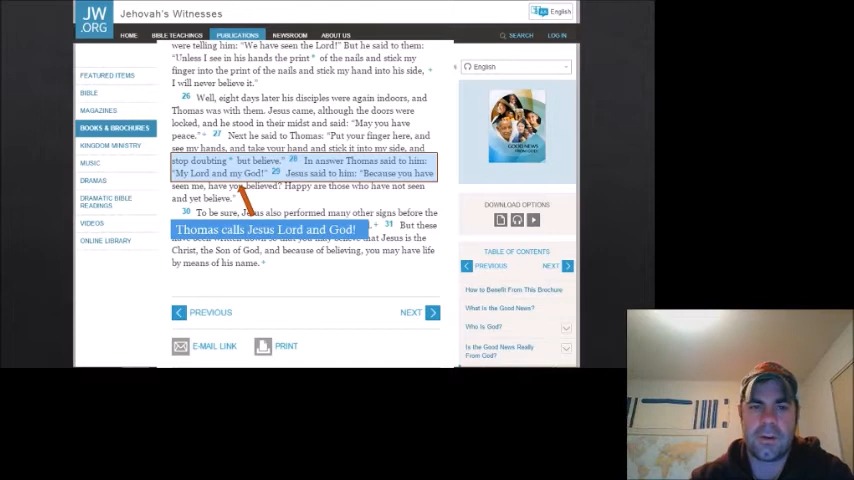 JW
.ORG
Jehovah's Witnesses
English
HOME
BIBLE TEACHINGS
PUBLICATIONS
NEWSROOM
ABOUT US
SEARCH
LOG IN
FEATURED ITEMS
BIBLE
MAGAZINES
BOOKS & BROCHURES
KINGDOM MINISTRY
MUSIC
DRAMAS
DRAMATIC BIBLE
READINGS
VIDEOS
ONLINE LIBRARY
were telling him: “We have seen the Lord!” But he said to them:
“Unless I see in his hands the print* of the nails and stick my
finger into the print of the nails and stick my hand into his side, +
I will never believe it.”
26 Well, eight days later his disciples were again indoors, and
Thomas was with them. Jesus came, although the doors were
locked, and he stood in their midst and said: “May you have
peace.” + 27 Next he said to Thomas: “Put your finger here, and
see my hands, and take your hand and stick it into my side, and
stop doubting * but believe.” 28 In answer Thomas said to him:
“My Lord and my God!” 29 Jesus said to him: “Because you have
seen me, have you believed? Happy are those who have not seen
and yet believe.”
30 To be sure, Jesus also performed many other signs before the
Thomas calls Jesus Lord and God!
+ 31 But these
that Jesus is the
Christ, the Son of God, and because of believing, you may have life
by means of his name. +
PREVIOUS
NEXT
E-MAIL LINK
PRINT
English
GOOD NEWS
FROM GOD!
DOWNLOAD OPTIONS
TABLE OF CONTENTS
PREVIOUS
NEXT
How to Benefit From This Brochure
What Is the Good News?
Who Is God?
Is the Good News Really
From God?